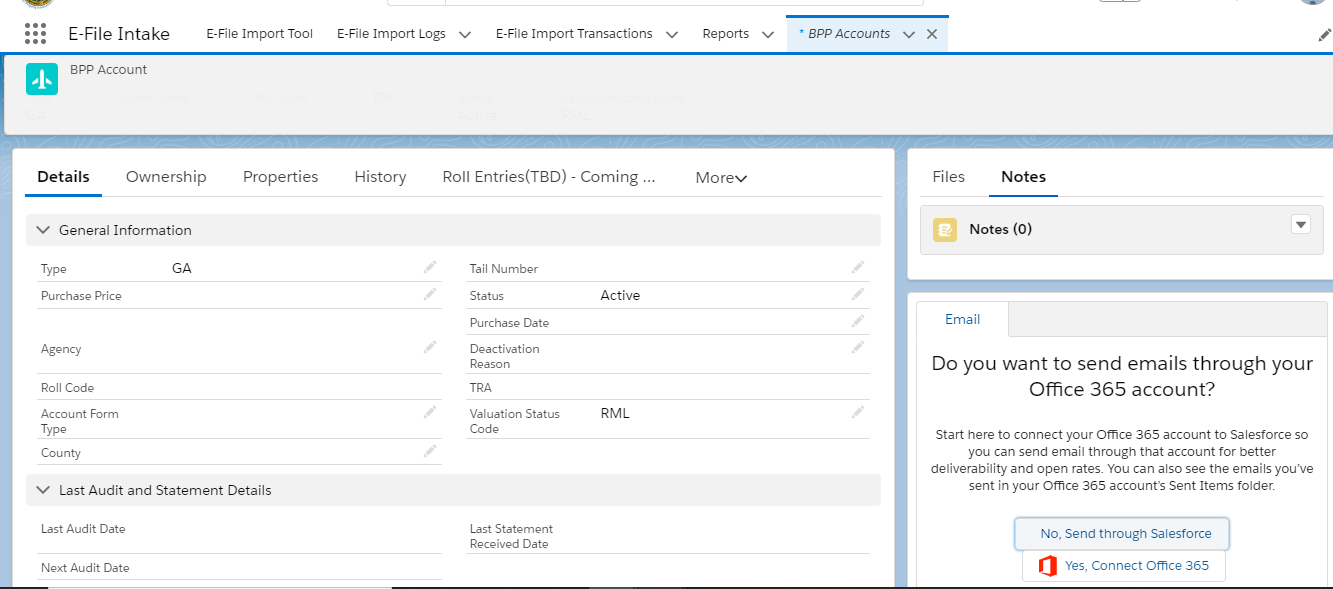 E-File Intake
E-File Import Tool
E-File Import Logs
E-File Import Transactions
Reports
* BPP Accounts
BPP Account
GA
Active
RML
Details
Ownership
Properties
History
Roll Entries(TBD) - Coming ...
More
General Information
Type GA
Tail Number
Purchase Price
Status Active
Purchase Date
Agency
Deactivation
Reason
Roll Code
TRA
Account Form
Type
Valuation Status RML
Code
County
Last Audit and Statement Details
Last Audit Date
Last Statement
Received Date
Next Audit Date
Files
Notes
Notes (0)
Email
Do you want to send emails through your
Office 365 account?
Start here to connect your Office 365 account to Salesforce so
you can send email through that account for better
deliverability and open rates. You can also see the emails you've
sent in your Office 365 account's Sent Items folder.
No, Send through Salesforce
Yes, Connect Office 365